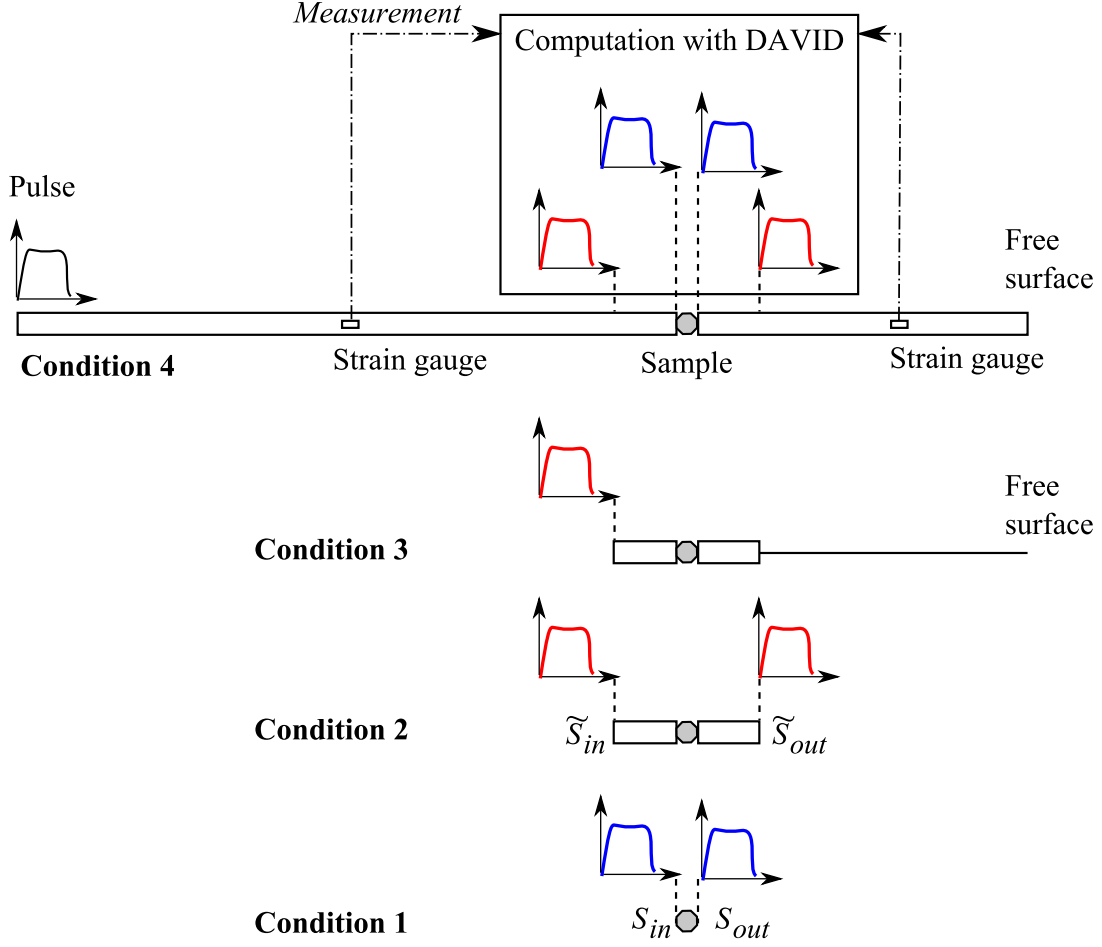 Measurement
Computation with DAVID
Pulse
Free
surface
Condition 4
Strain gauge
Sample
Strain gauge
Free
surface
Condition 3
Condition 2
S̃in
S̃out
Condition 1
Sin
Sout